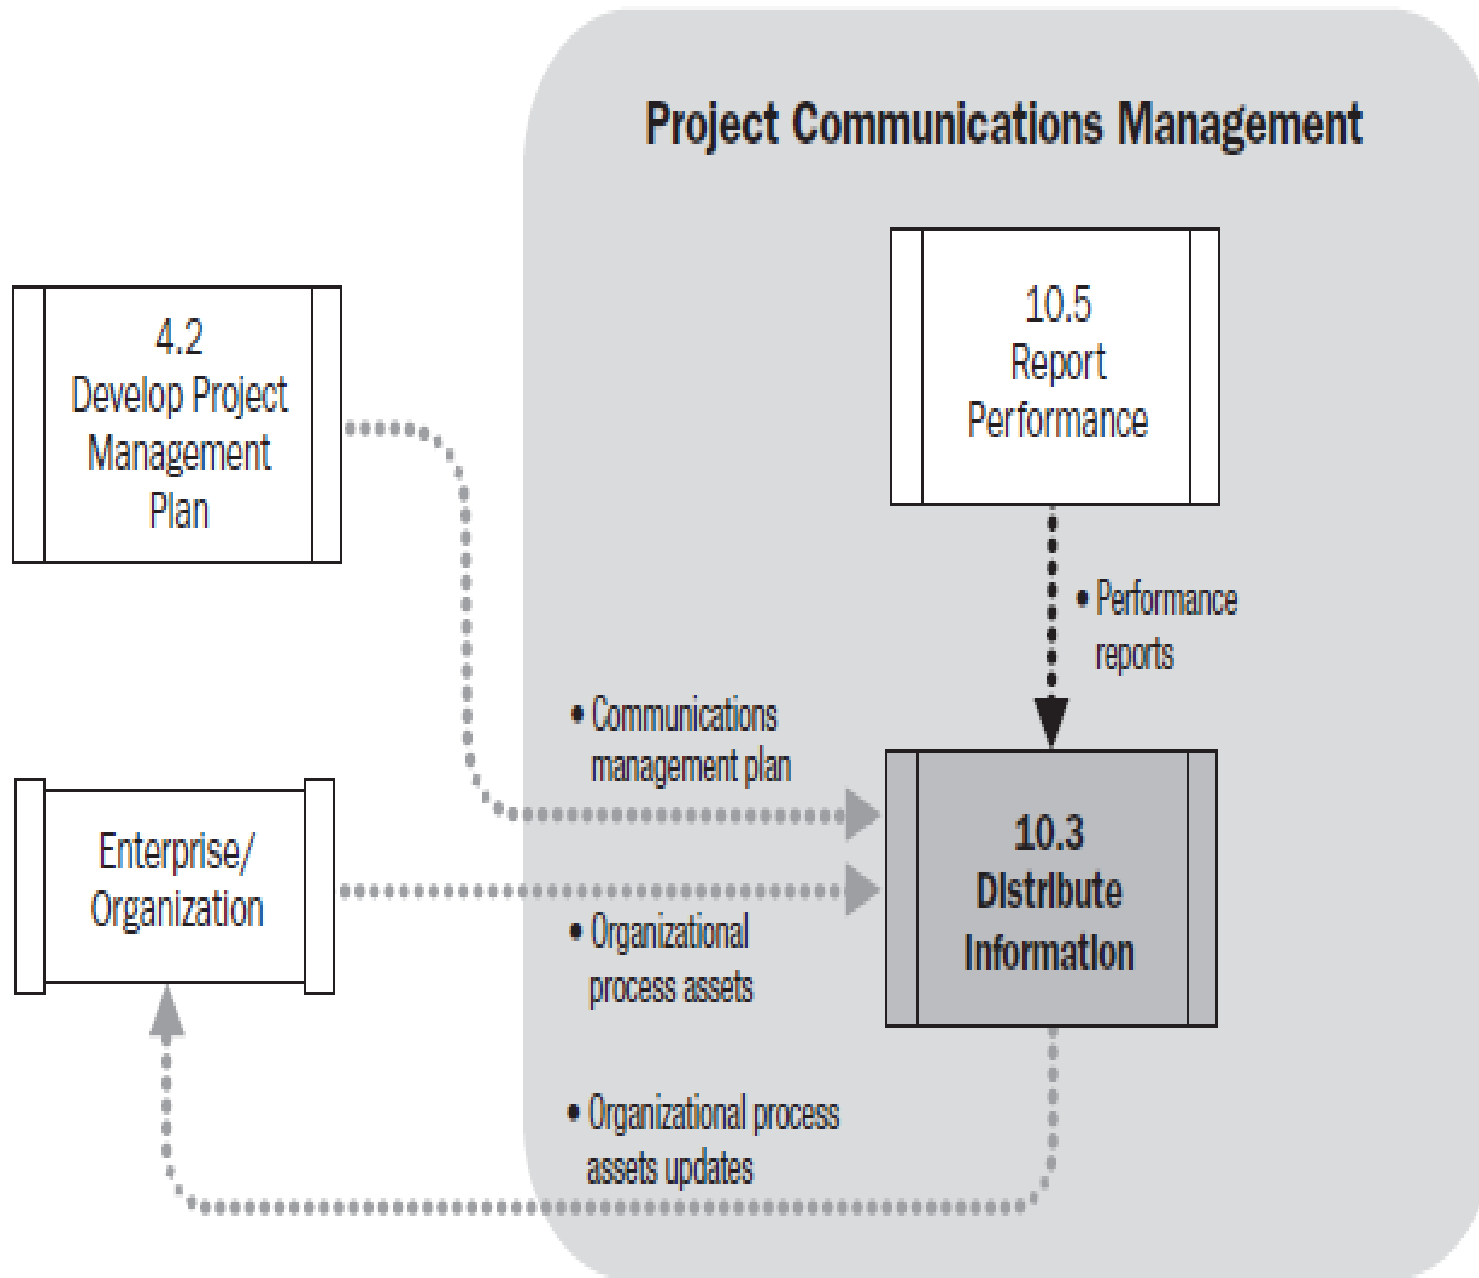 Project Communications Management
10.5
Report
Performance
4.2
Develop Project
Management
Plan
• Performance
reports
• Communications
management plan
10.3
Distribute
Information
Enterprise/
Organization
• Organizational
process assets
• Organizational process
assets updates